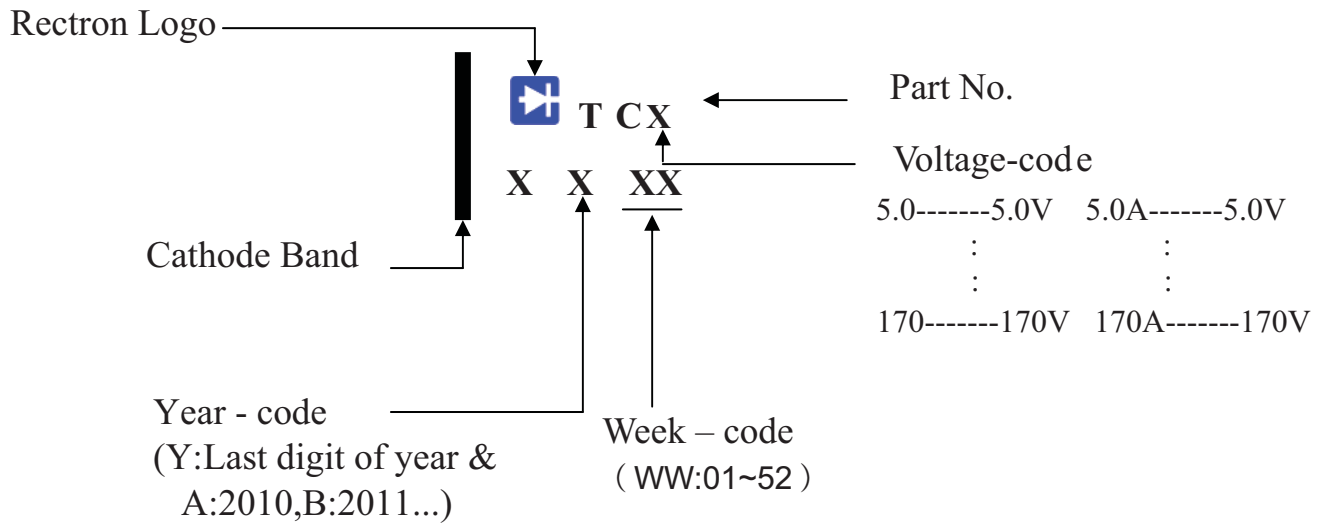 Rectron Logo
T CX
Part No.
Voltage-code
X X XX
5.0-------5.0V 5.0A-------5.0V
: :
: :
170-------170V 170A-------170V
Cathode Band
Year - code
(Y:Last digit of year &
A:2010,B:2011...)
Week – code
（WW:01~52）